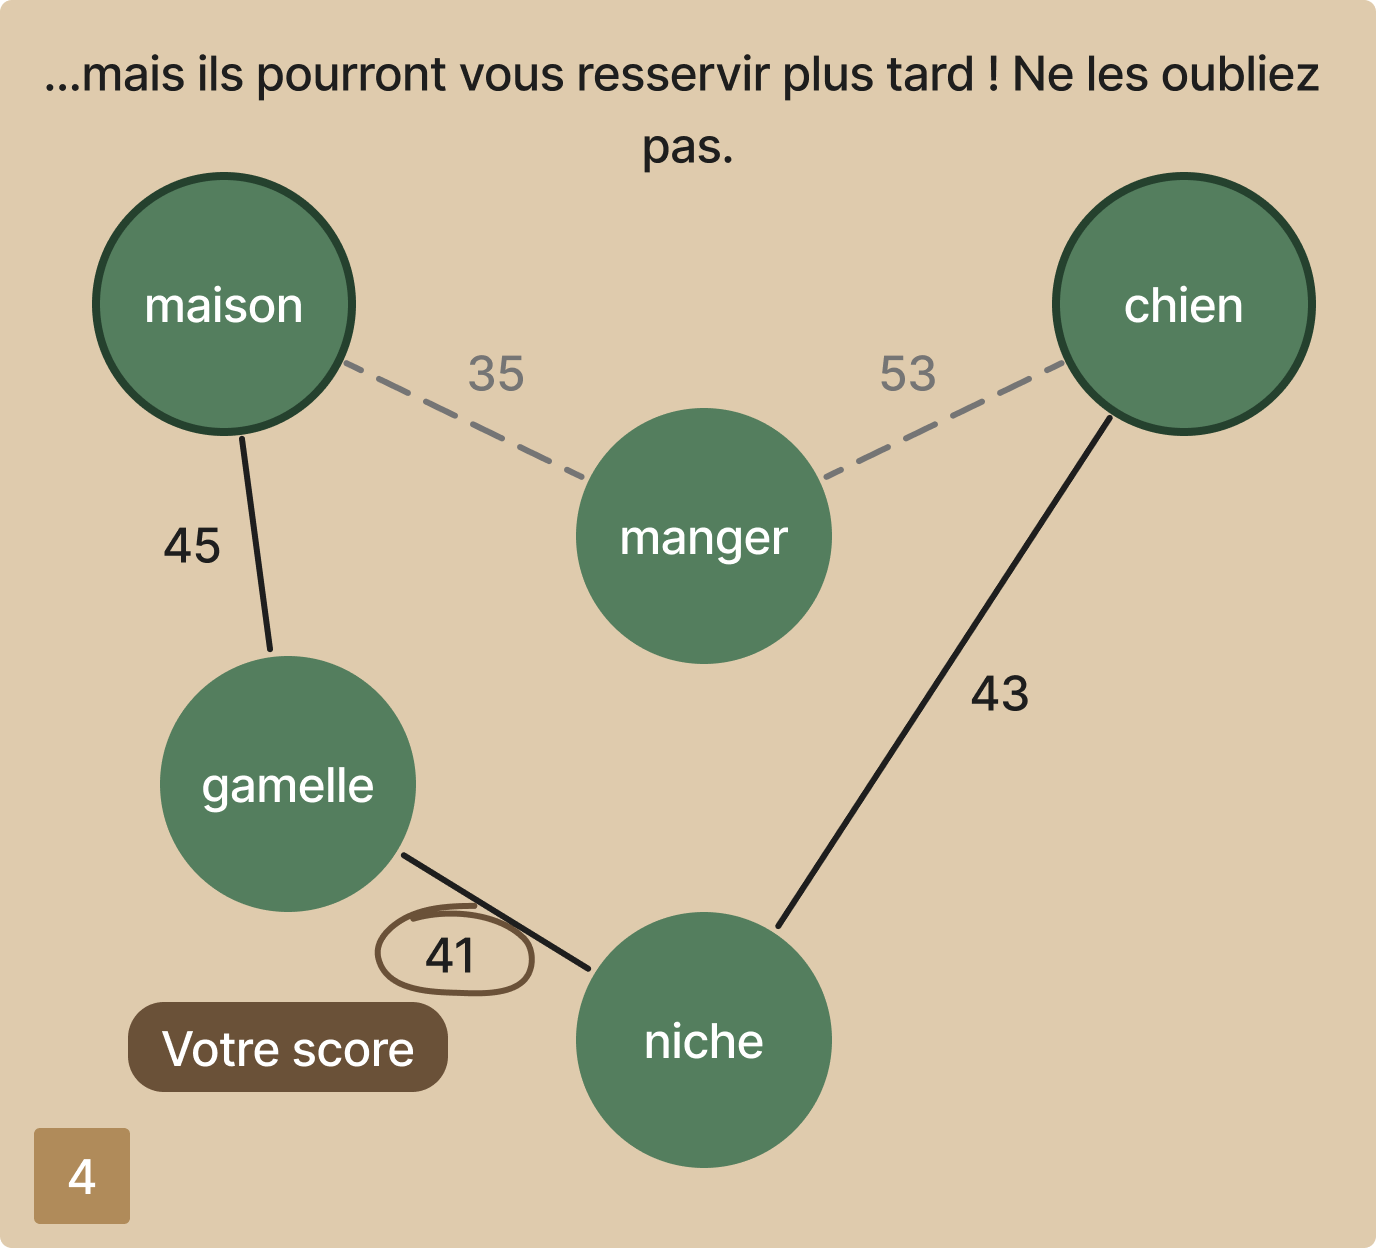 ...mais ils pourront vous resservir plus tard ! Ne les oubliez
pas.
maison
chien
35
53
manger
45
43
gamelle
41
niche
Votre score
4